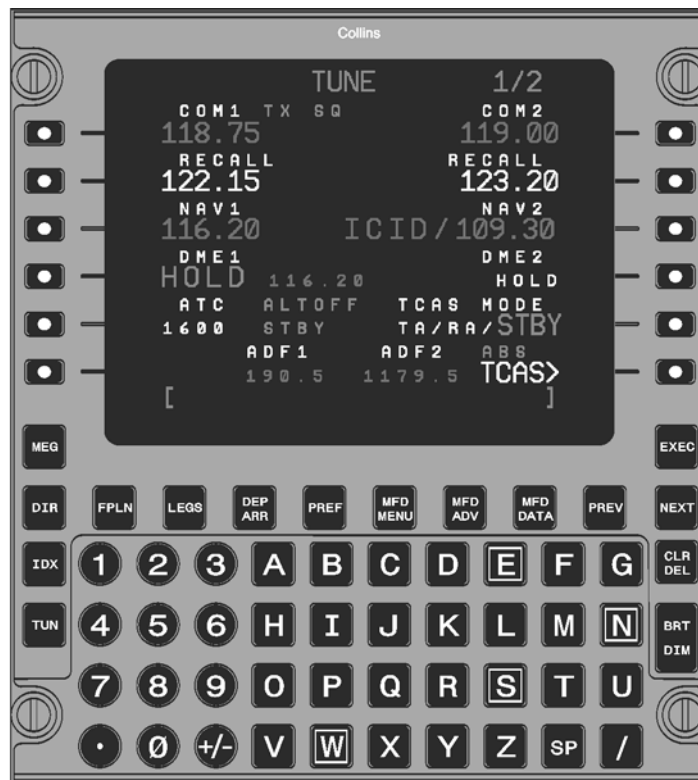 Collins
TUNE 1/2
COM1 TX SQ COM2
118.75 119.00
RECALL RECALL
122.15 123.20
NAV1 NAV2
116.20 ICID/109.30
DME1 DME2
HOLD 116.20 HOLD
ATC ALTOFF TCAS MODE
1600 STBY TA/RA/STBY
ADF1 ADF2 ABS
190.5 1179.5 TCAS>
[ ]
MEG EXEC
DIR FPLN LEGS DEP ARR PREF MFD MENU MFD ADV MFD DATA PREV NEXT
IDX 1 2 3 A B C D E F G CLR DEL
TUN 4 5 6 H I J K L M N BRT DIM
7 8 9 O P Q R S T U
. Ø +/- V W X Y Z SP /